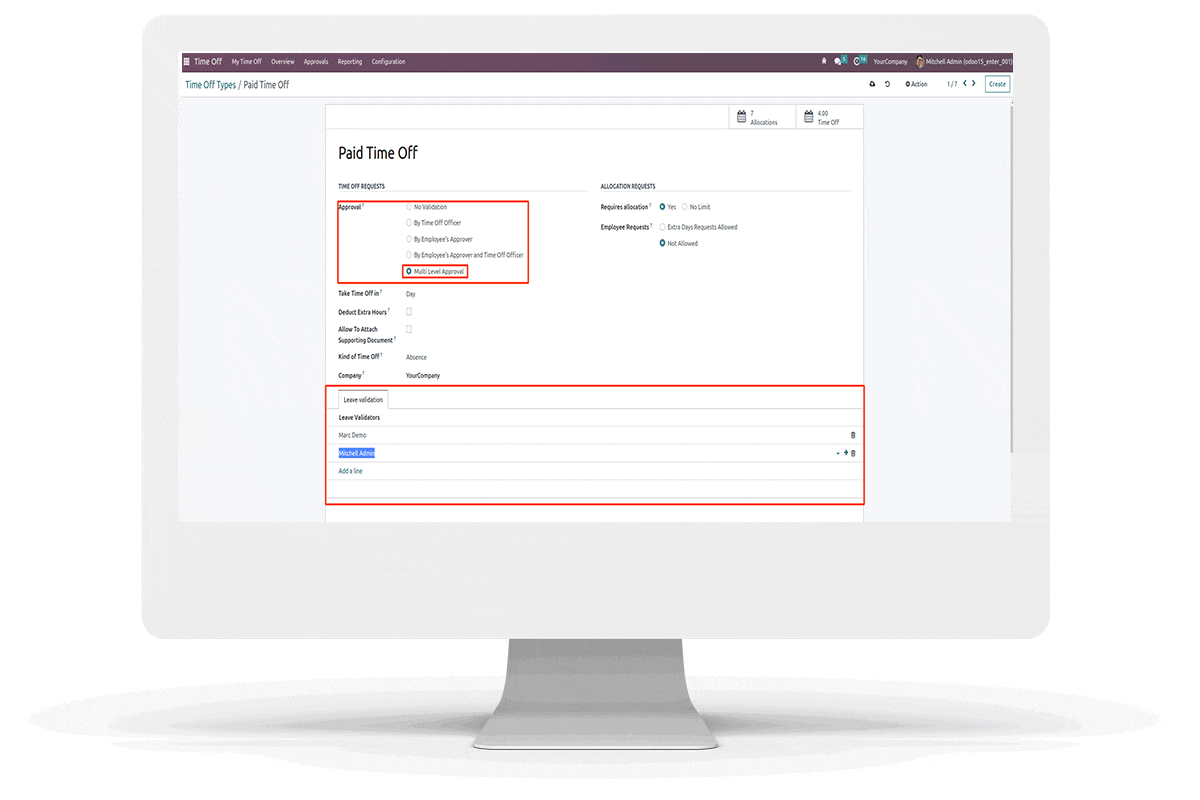 Time Off My Time Off Overview Approvals Reporting Configuration 5 16 YourCompany Mitchell Admin (odoo15_enter_001)
Time Off Types / Paid Time Off Action 1 / 7 Create
7 Allocations 4.00 Time Off
Paid Time Off
TIME OFF REQUESTS
Approval ?
No Validation
By Time Off Officer
By Employee's Approver
By Employee's Approver and Time Off Officer
Multi Level Approval
Take Time Off in ? Day
Deduct Extra Hours ?
Allow To Attach
Supporting Document ?
Kind of Time Off ? Absence
Company ? YourCompany
ALLOCATION REQUESTS
Requires allocation ? Yes No Limit
Employee Requests ? Extra Days Requests Allowed
Not Allowed
Leave validation
Leave Validators
Marc Demo
Mitchell Admin
Add a line